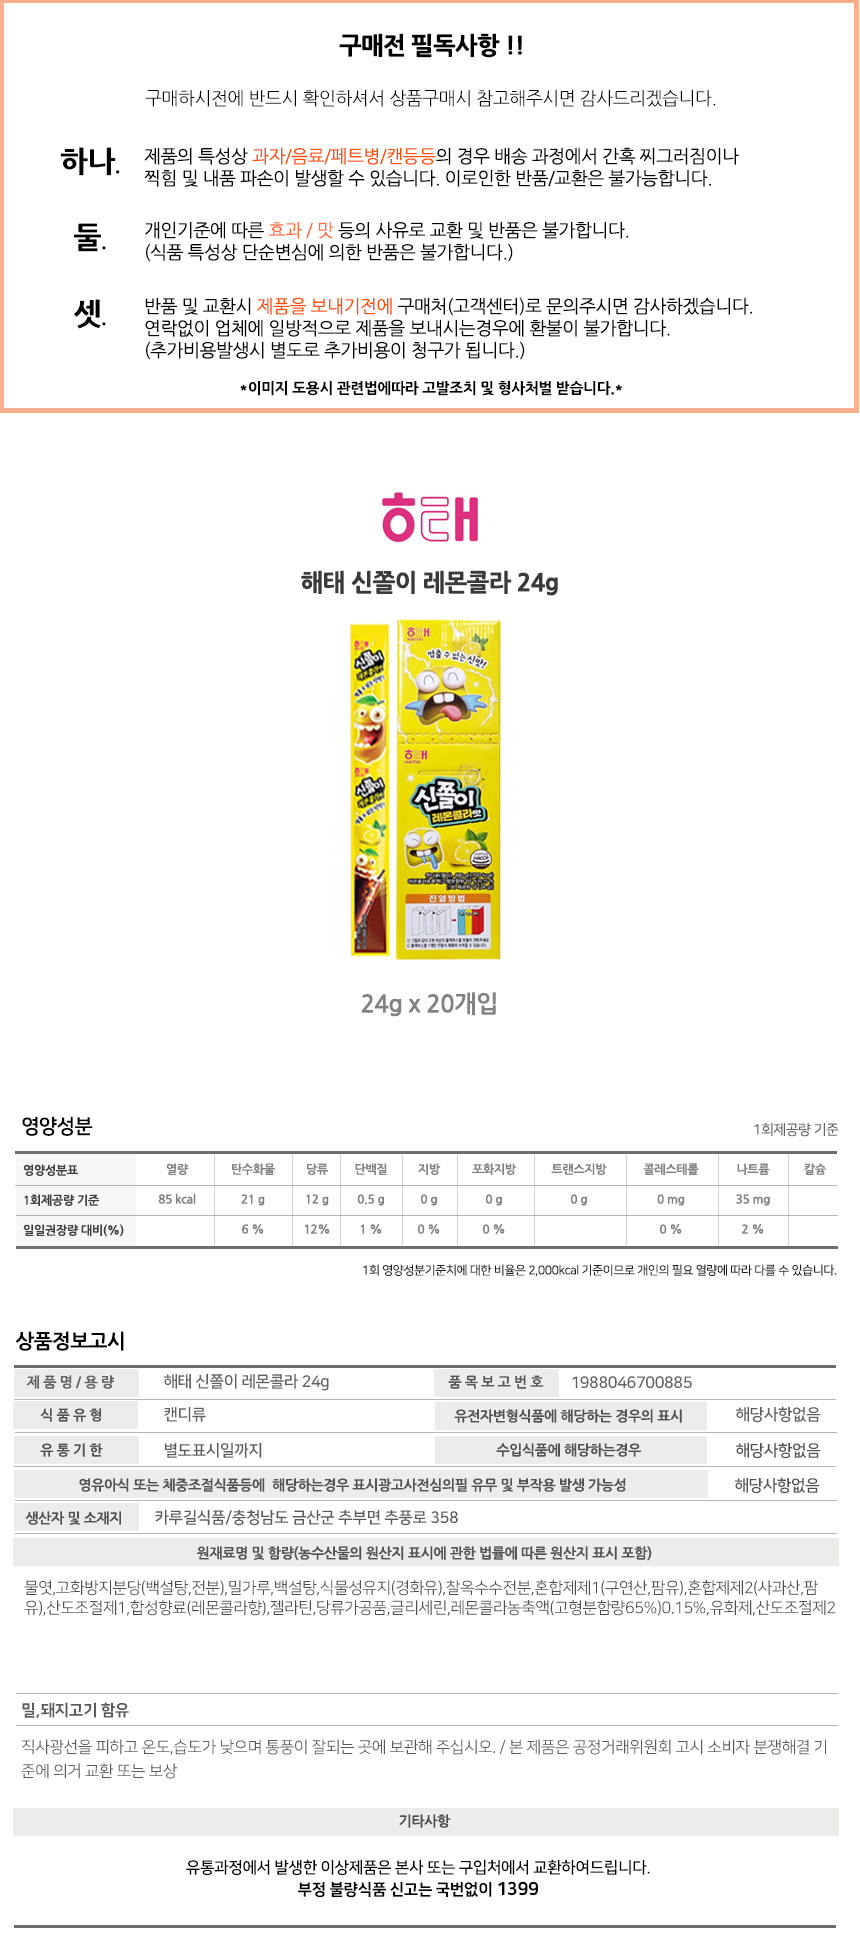 구매전 필독사항 !!
구매하시전에 반드시 확인하셔서 상품구매시 참고해주시면 감사드리겠습니다.
하나. 제품의 특성상 과자/음료/페트병/캔등등의 경우 배송 과정에서 간혹 찌그러짐이나
찍힘 및 내품 파손이 발생할 수 있습니다. 이로인한 반품/교환은 불가능합니다.
둘. 개인기준에 따른 효과 / 맛 등의 사유로 교환 및 반품은 불가합니다.
(식품 특성상 단순변심에 의한 반품은 불가합니다.)
셋. 반품 및 교환시 제품을 보내기전에 구매처(고객센터)로 문의주시면 감사하겠습니다.
연락없이 업체에 일방적으로 제품을 보내시는경우에 환불이 불가합니다.
(추가비용발생시 별도로 추가비용이 청구가 됩니다.)
*이미지 도용시 관련법에따라 고발조치 및 형사처벌 받습니다.*
해태
해태 신쫄이 레몬콜라 24g
해태
HAITAI
멈출 수 없는 신맛!
해태
HAITAI
신쫄이
레몬콜라맛
HACCP
진열방법
해태
신쫄이
레몬콜라맛
해태
신쫄이
레몬콜라맛
24g x 20개입
영양성분 1회제공량 기준
영양성분표 열량 탄수화물 당류 단백질 지방 포화지방 트랜스지방 콜레스테롤 나트륨 칼슘
1회제공량 기준 85 kcal 21 g 12 g 0.5 g 0 g 0 g 0 g 0 mg 35 mg
일일권장량 대비(%) 6 % 12% 1 % 0 % 0 % 0 % 2 %
1회 영양성분기준치에 대한 비율은 2,000kcal 기준이므로 개인의 필요 열량에 따라 다를 수 있습니다.
상품정보고시
제 품 명 / 용 량 해태 신쫄이 레몬콜라 24g 품 목 보 고 번 호 1988046700885
식 품 유 형 캔디류 유전자변형식품에 해당하는 경우의 표시 해당사항없음
유 통 기 한 별도표시일까지 수입식품에 해당하는경우 해당사항없음
영유아식 또는 체중조절식품등에 해당하는경우 표시광고사전심의필 유무 및 부작용 발생 가능성 해당사항없음
생산자 및 소재지 카루길식품/충청남도 금산군 추부면 추풍로 358
원재료명 및 함량(농수산물의 원산지 표시에 관한 법률에 따른 원산지 표시 포함)
물엿,고화방지분당(백설탕,전분),밀가루,백설탕,식물성유지(경화유),찰옥수수전분,혼합제제1(구연산,팜유),혼합제제2(사과산,팜
유),산도조절제1,합성향료(레몬콜라향),젤라틴,당류가공품,글리세린,레몬콜라농축액(고형분함량65%)0.15%,유화제,산도조절제2
밀,돼지고기 함유
직사광선을 피하고 온도,습도가 낮으며 통풍이 잘되는 곳에 보관해 주십시오. / 본 제품은 공정거래위원회 고시 소비자 분쟁해결 기
준에 의거 교환 또는 보상
기타사항
유통과정에서 발생한 이상제품은 본사 또는 구입처에서 교환하여드립니다.
부정 불량식품 신고는 국번없이 1399